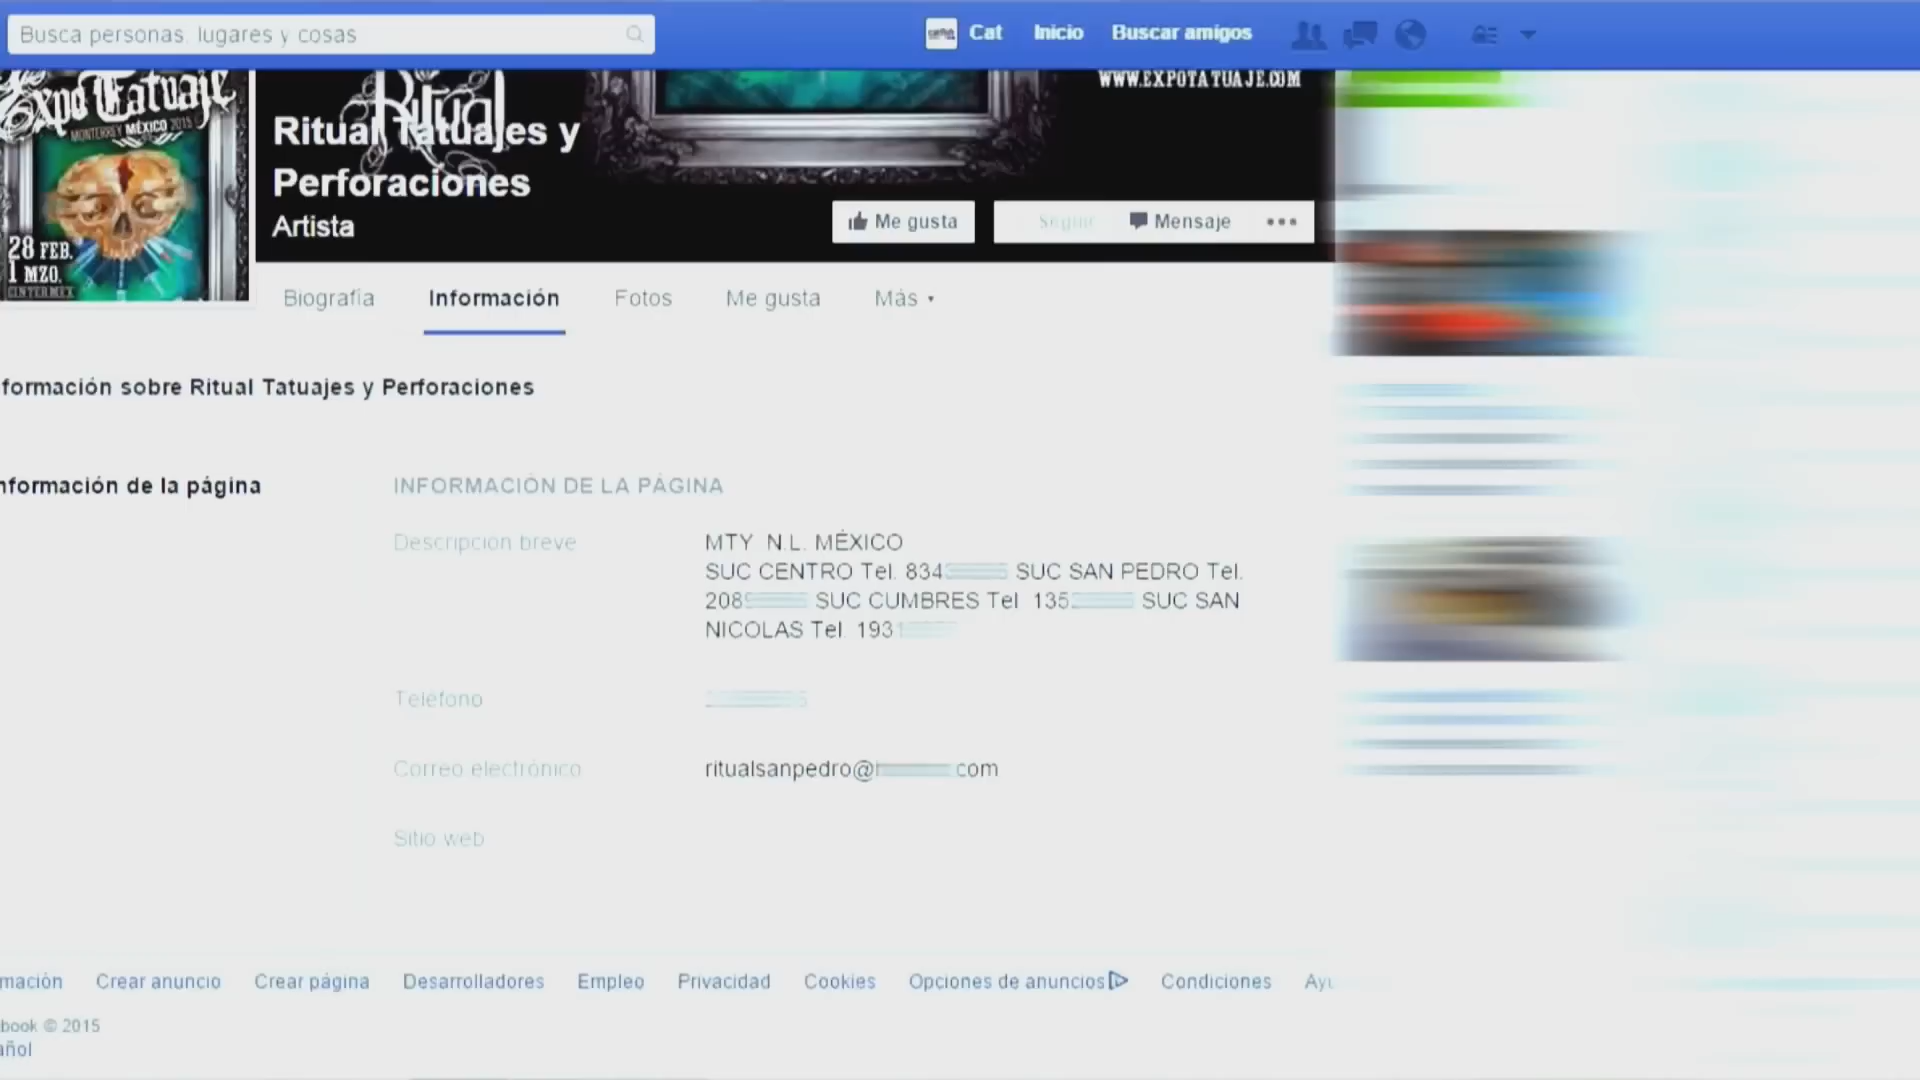 Busca personas, lugares y cosas
Cat Inicio Buscar amigos
Expo Tatuaje
MONTERREY MÉXICO 2015
28 FEB.
1 MZO.
CINTERMEX
Ritual
WWW.EXPOTATUAJE.COM
Ritual Tatuajes y
Perforaciones
Artista
Me gusta Seguir Mensaje
Biografía Información Fotos Me gusta Más
formación sobre Ritual Tatuajes y Perforaciones
nformación de la página
INFORMACIÓN DE LA PÁGINA
Descripción breve
MTY N.L. MÉXICO
SUC CENTRO Tel. 834 SUC SAN PEDRO Tel.
208 SUC CUMBRES Tel 135 SUC SAN
NICOLAS Tel 193
Teléfono
Correo electrónico ritualsanpedro@ com
Sitio web
mación Crear anuncio Crear página Desarrolladores Empleo Privacidad Cookies Opciones de anuncios Condiciones Ayu
book © 2015
añol